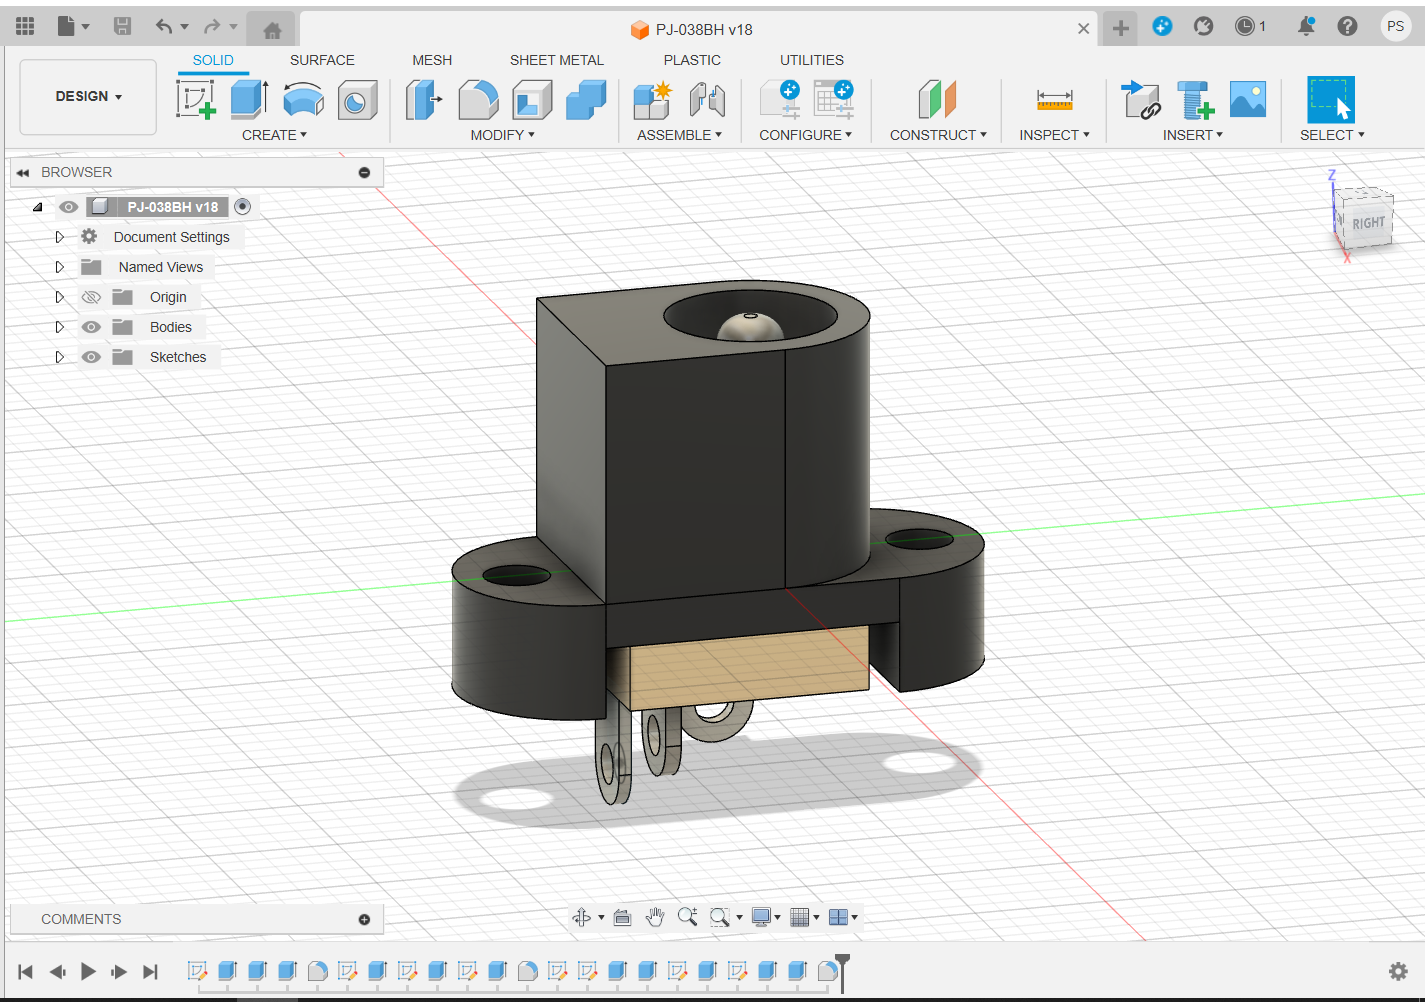 PJ-038BH v18
1
PS
SOLID SURFACE MESH SHEET METAL PLASTIC UTILITIES
DESIGN
CREATE MODIFY ASSEMBLE CONFIGURE CONSTRUCT INSPECT INSERT SELECT
BROWSER
PJ-038BH v18
Document Settings
Named Views
Origin
Bodies
Sketches
Z
RIGHT
X
COMMENTS